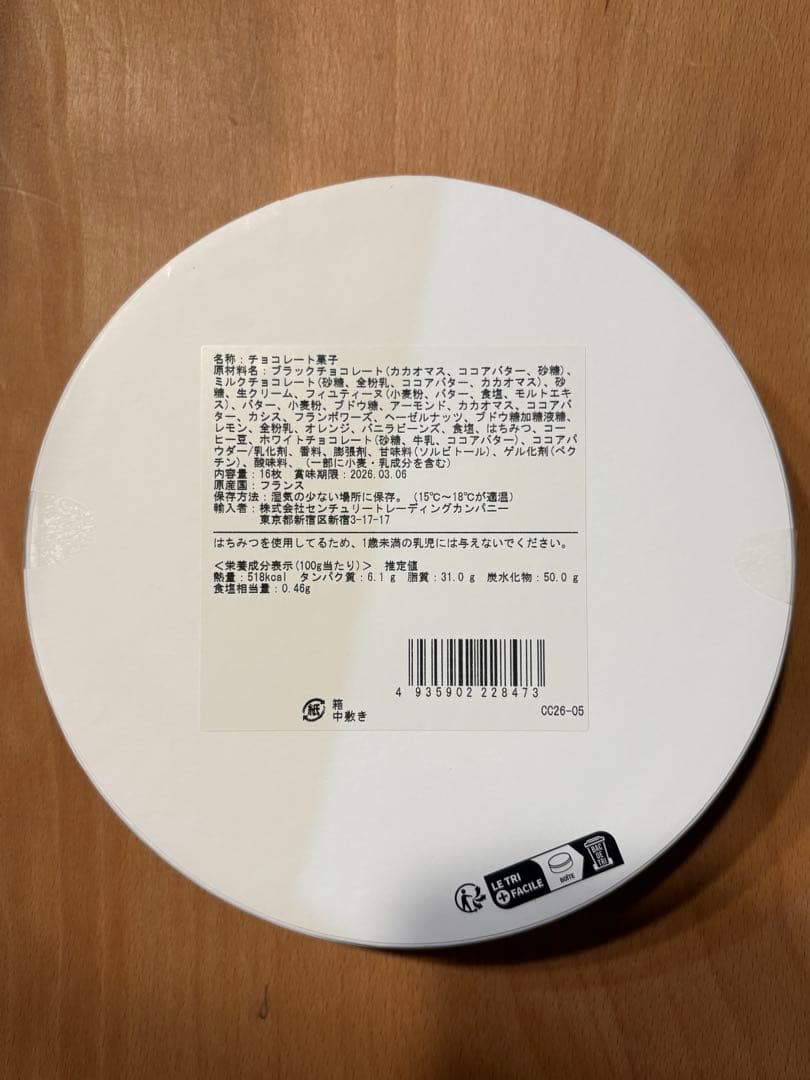 名称：チョコレート菓子
原材料名：ブラックチョコレート(カカオマス、ココアバター、砂糖)、
ミルクチョコレート(砂糖、全粉乳、ココアバター、カカオマス)、砂
糖、生クリーム、フィユティーヌ(小麦粉、バター、食塩、モルトエキ
ス)、バター、小麦粉、ブドウ糖、アーモンド、カカオマス、ココアバ
ター、カシス、フランボワーズ、ヘーゼルナッツ、ブドウ糖加糖液糖、
レモン、全粉乳、オレンジ、バニラビーンズ、食塩、はちみつ、コー
ヒー豆、ホワイトチョコレート(砂糖、牛乳、ココアバター)、ココアパ
ウダー/乳化剤、香料、膨張剤、甘味料(ソルビトール)、ゲル化剤(ペク
チン)、酸味料、（一部に小麦・乳成分を含む)
内容量：16枚　賞味期限：2026.03.06
原産国：フランス
保存方法：湿気の少ない場所に保存。（15℃～18℃が適温）
輸入者：株式会社センチュリートレーディングカンパニー
東京都新宿区新宿3-17-17
はちみつを使用してるため、1歳未満の乳児には与えないでください。
＜栄養成分表示(100g当たり)＞　推定値
熱量：518kcal　タンパク質：6.1ｇ　脂質：31.0ｇ　炭水化物：50.0ｇ
食塩相当量：0.46g
4 935902 228473
紙 箱
中敷き
CC26-05
LE TRI
+ FACILE
BOÎTE
BAC
DE
TRI